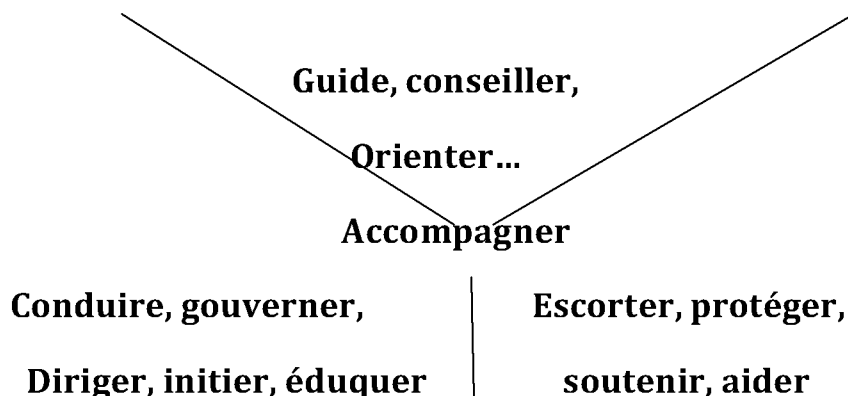 Guide, conseiller,
Orienter…
Accompagner
Conduire, gouverner,
Diriger, initier, éduquer
Escorter, protéger,
soutenir, aider